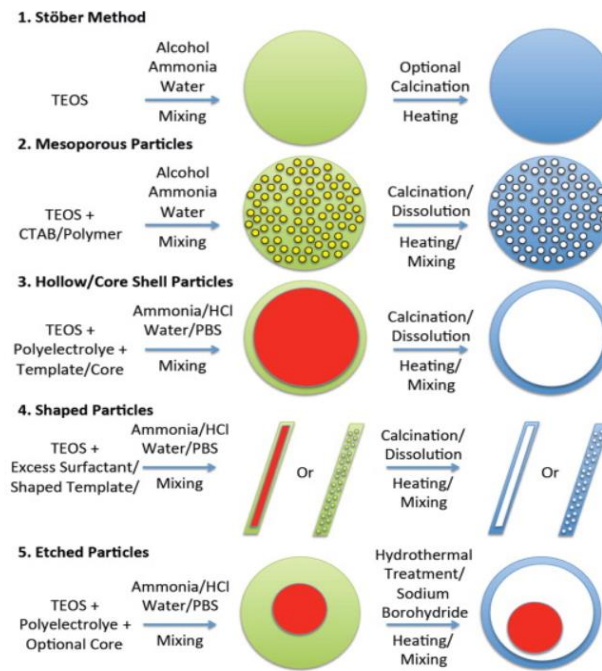 1. Stöber Method
TEOS
Alcohol
Ammonia
Water
Mixing
Optional
Calcination
Heating
2. Mesoporous Particles
TEOS +
CTAB/Polymer
Alcohol
Ammonia
Water
Mixing
Calcination/
Dissolution
Heating/
Mixing
3. Hollow/Core Shell Particles
TEOS +
Polyelectrolye +
Template/Core
Ammonia/HCl
Water/PBS
Mixing
Calcination/
Dissolution
Heating/
Mixing
4. Shaped Particles
TEOS +
Excess Surfactant/
Shaped Template/
Ammonia/HCl
Water/PBS
Mixing
Or
Calcination/
Dissolution
Heating/
Mixing
Or
5. Etched Particles
TEOS +
Polyelectrolye +
Optional Core
Ammonia/HCl
Water/PBS
Mixing
Hydrothermal
Treatment/
Sodium
Borohydride
Heating/
Mixing